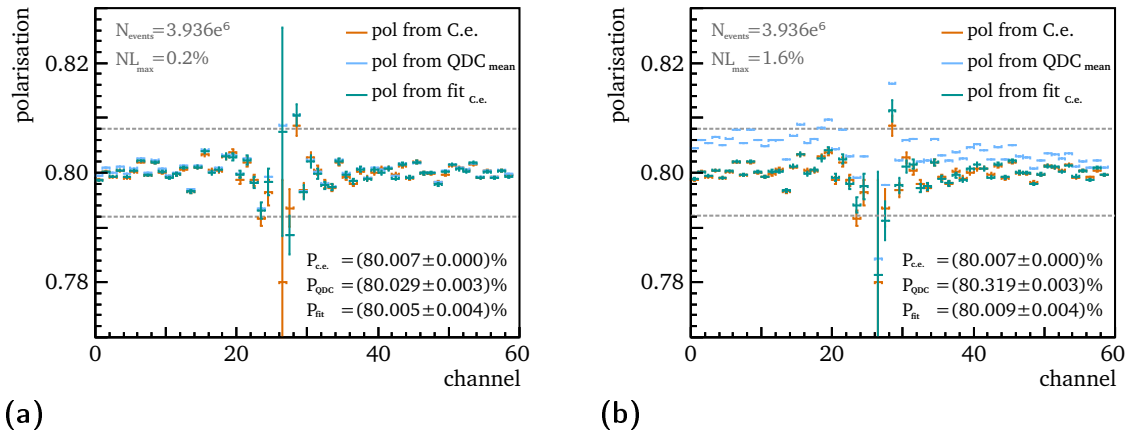 polarisation
0.82
0.80
0.78
N_events=3.936e⁶
NL_max=0.2%
pol from C.e.
pol from QDC_mean
pol from fit_C.e.
P_c.e. =(80.007±0.000)%
P_QDC =(80.029±0.003)%
P_fit =(80.005±0.004)%
0 20 40 60
channel
(a)
polarisation
0.82
0.80
0.78
N_events=3.936e⁶
NL_max=1.6%
pol from C.e.
pol from QDC_mean
pol from fit_C.e.
P_c.e. =(80.007±0.000)%
P_QDC =(80.319±0.003)%
P_fit =(80.009±0.004)%
0 20 40 60
channel
(b)